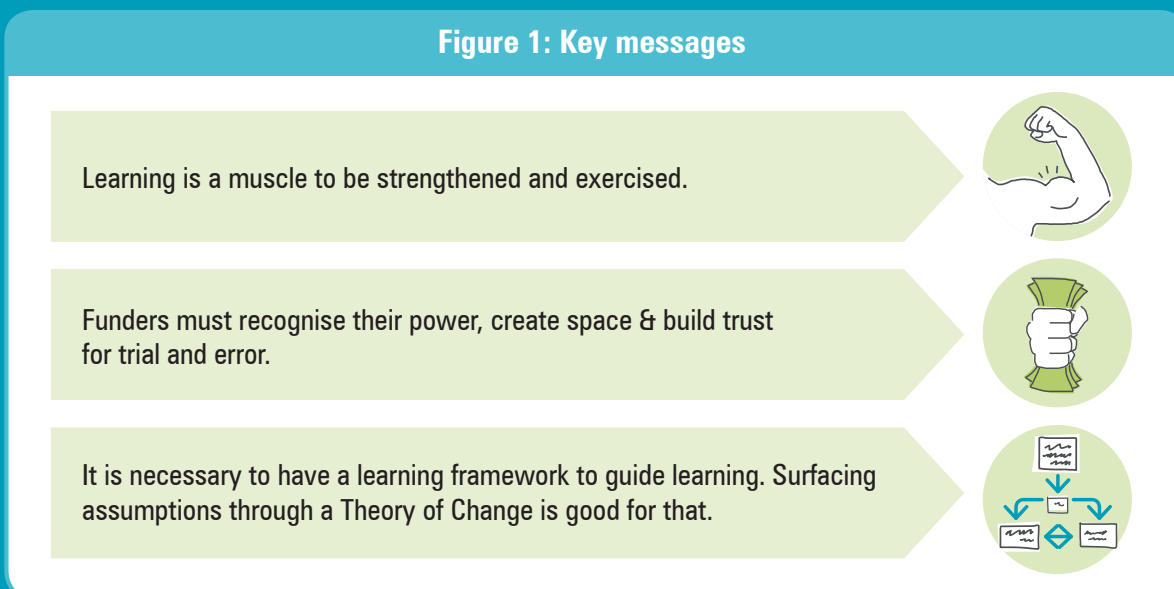 Figure 1: Key messages
Learning is a muscle to be strengthened and exercised.
Funders must recognise their power, create space & build trust
for trial and error.
It is necessary to have a learning framework to guide learning. Surfacing
assumptions through a Theory of Change is good for that.